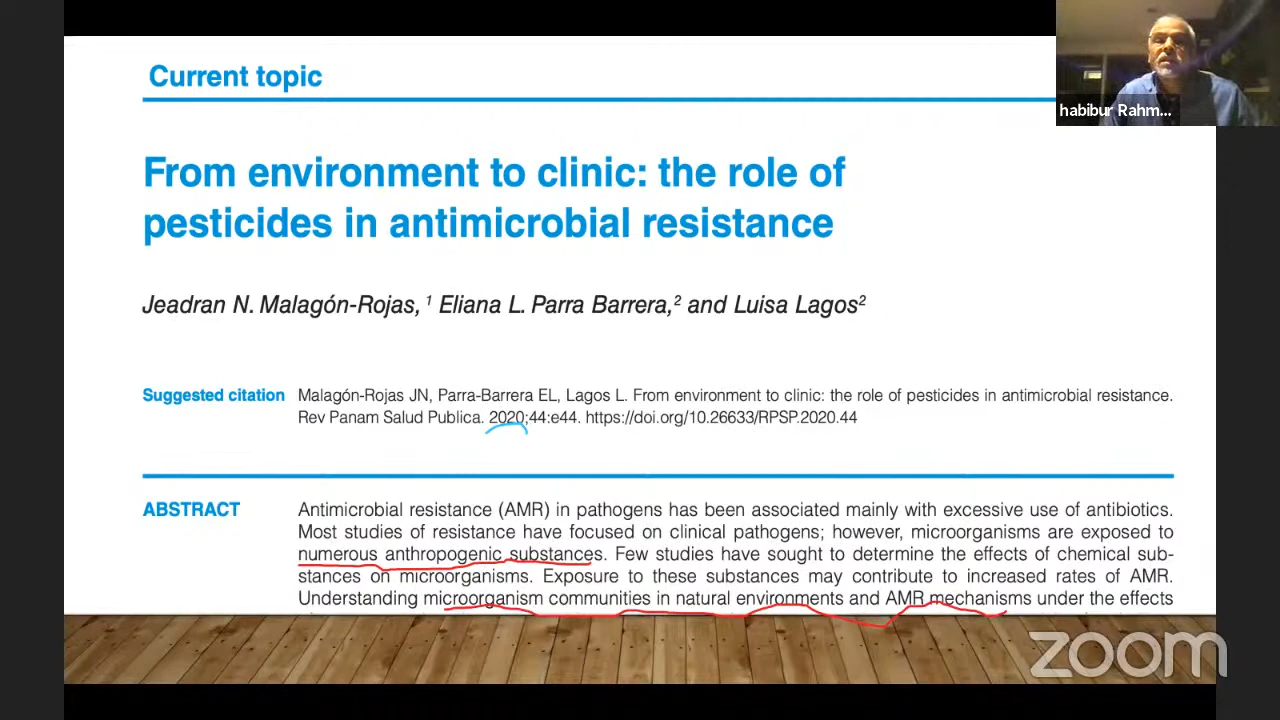 Current topic
habibur Rahm...
From environment to clinic: the role of
pesticides in antimicrobial resistance
Jeadran N. Malagón-Rojas, ¹ Eliana L. Parra Barrera,² and Luisa Lagos²
Suggested citation
Malagón-Rojas JN, Parra-Barrera EL, Lagos L. From environment to clinic: the role of pesticides in antimicrobial resistance.
Rev Panam Salud Publica. 2020;44:e44. https://doi.org/10.26633/RPSP.2020.44
ABSTRACT
Antimicrobial resistance (AMR) in pathogens has been associated mainly with excessive use of antibiotics.
Most studies of resistance have focused on clinical pathogens; however, microorganisms are exposed to
numerous anthropogenic substances. Few studies have sought to determine the effects of chemical sub-
stances on microorganisms. Exposure to these substances may contribute to increased rates of AMR.
Understanding microorganism communities in natural environments and AMR mechanisms under the effects
zoom